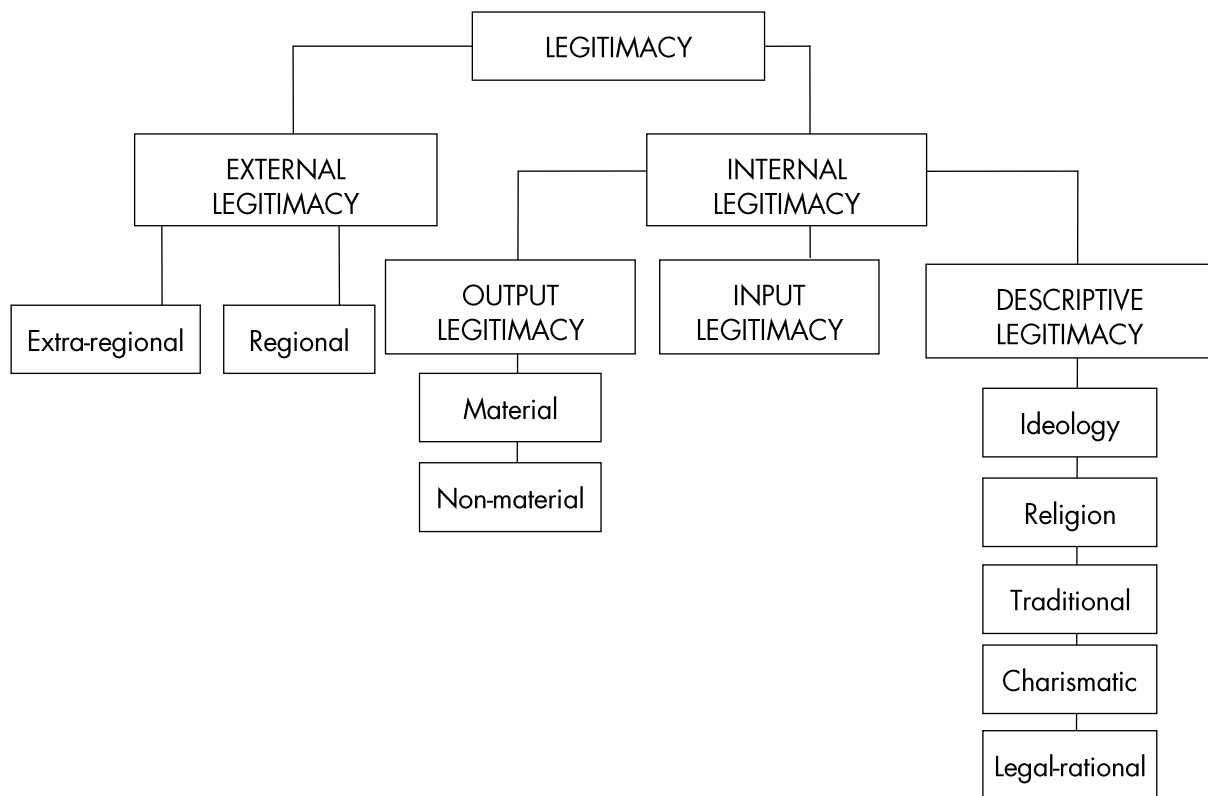 LEGITIMACY
EXTERNAL
LEGITIMACY
INTERNAL
LEGITIMACY
Extra-regional
Regional
OUTPUT
LEGITIMACY
INPUT
LEGITIMACY
DESCRIPTIVE
LEGITIMACY
Material
Non-material
Ideology
Religion
Traditional
Charismatic
Legal-rational